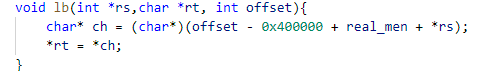 void lb(int *rs,char *rt, int offset){
    char* ch = (char*)(offset - 0x400000 + real_men + *rs);
    *rt = *ch;
}